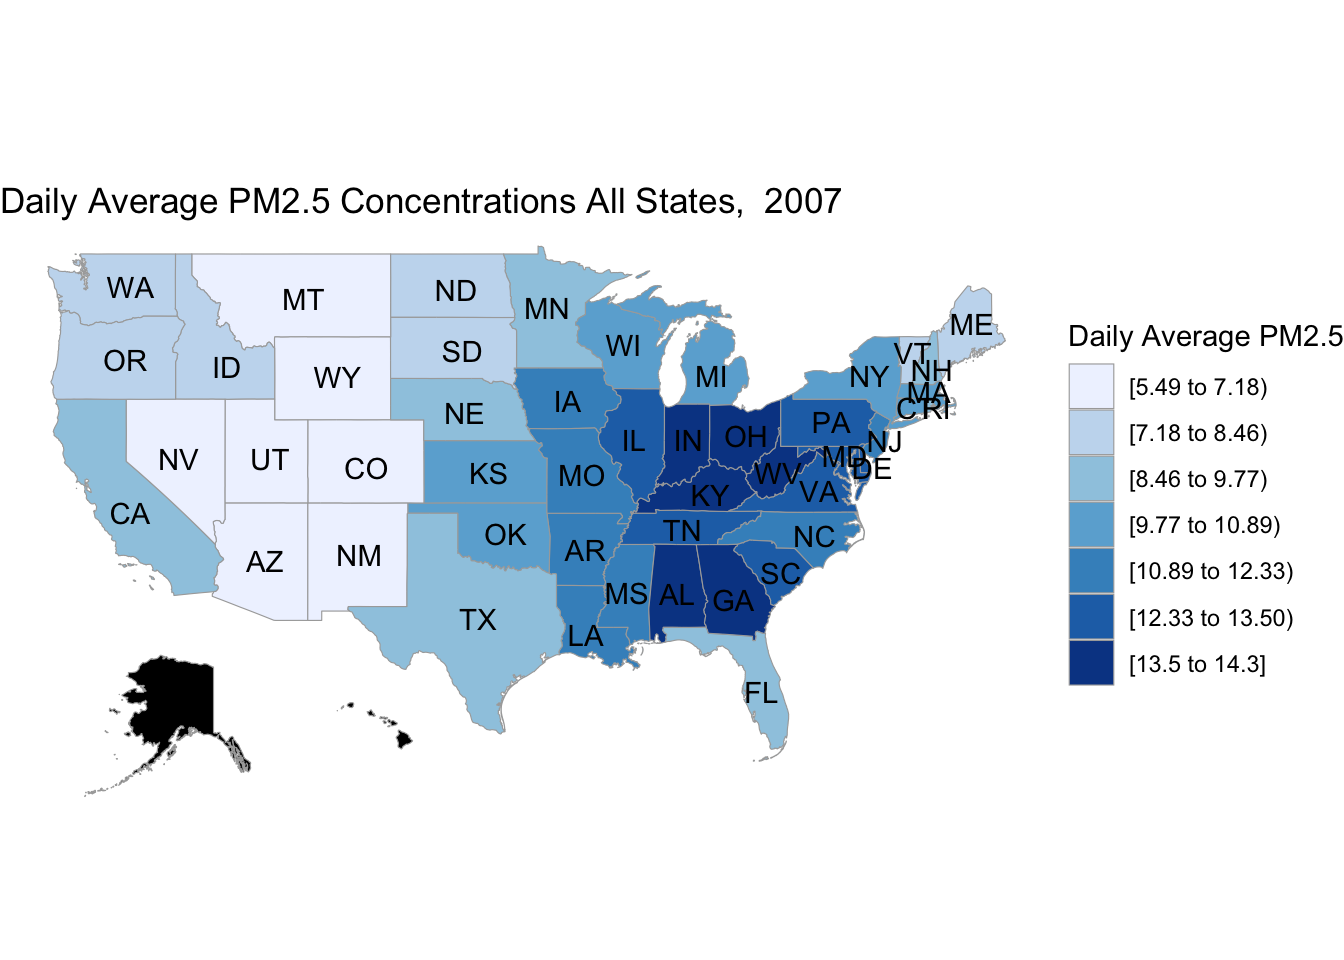 Daily Average PM2.5 Concentrations All States,  2007
WA
MT
ND
MN
ME
OR
ID
WY
SD
WI
MI
NY
VT
NH
MA
CT
RI
NE
IA
NV
UT
CO
KS
MO
IL
IN
OH
PA
NJ
MD
DE
WV
VA
KY
CA
AZ
NM
OK
AR
TN
NC
SC
TX
LA
MS
AL
GA
FL
Daily Average PM2.5
[5.49 to 7.18)
[7.18 to 8.46)
[8.46 to 9.77)
[9.77 to 10.89)
[10.89 to 12.33)
[12.33 to 13.50)
[13.5 to 14.3]